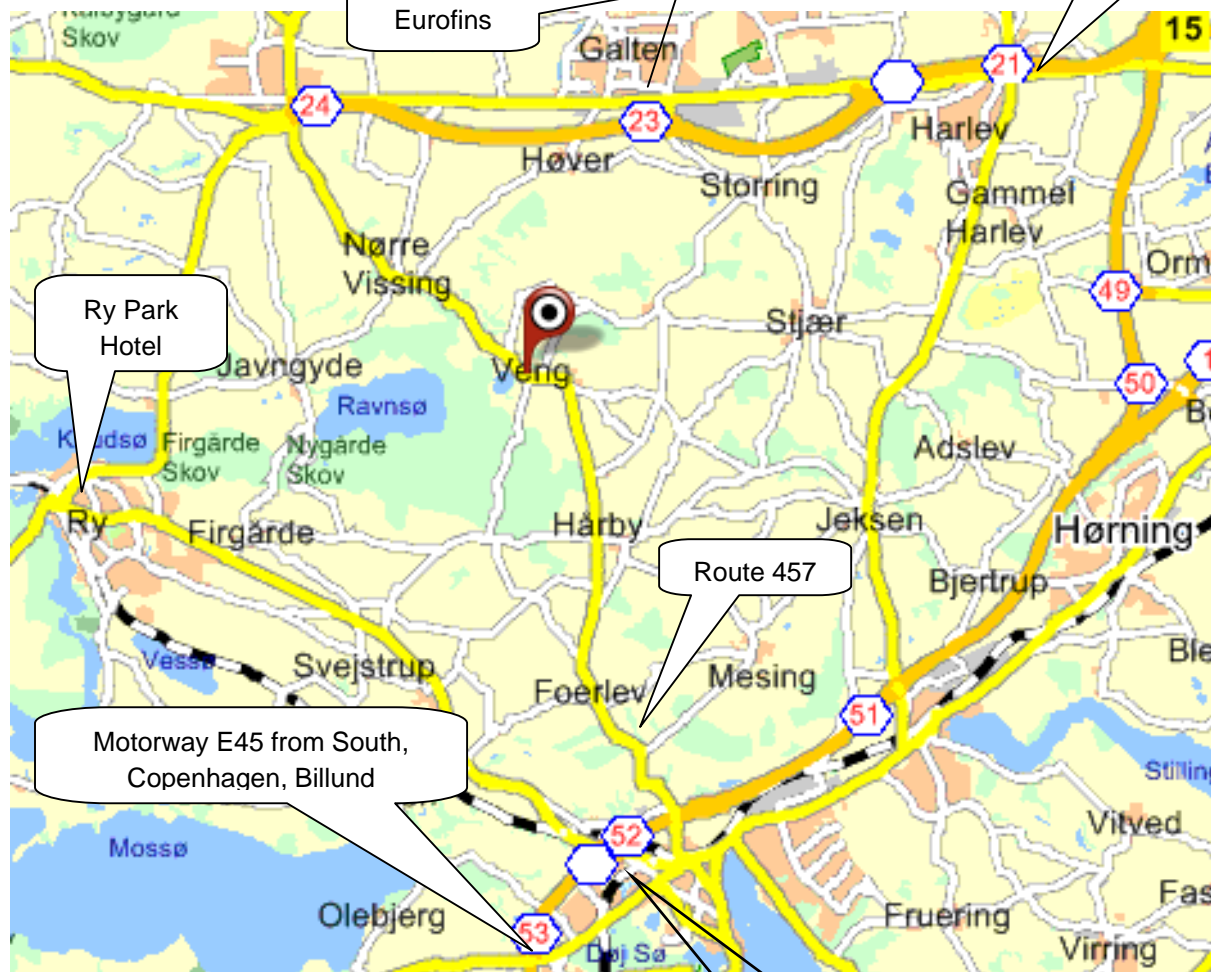 Eurofins
Skov
Galten
15
21
24
23
Harlev
Høver
Storring
Gammel
Harlev
Nørre
Vissing
49
Ry Park
Hotel
Stjær
Javngyde
Veng
50
Ravnsø
Firgårde
Skov
Nygårde
Skov
Adslev
Ry
Firgårde
Hårby
Jeksen
Hørning
Route 457
Bjertrup
Vessø
Svejstrup
Foerlev
Mesing
51
Motorway E45 from South,
Copenhagen, Billund
52
Vitved
Mossø
Olebjerg
53
Fruering
Døj Sø
Virring